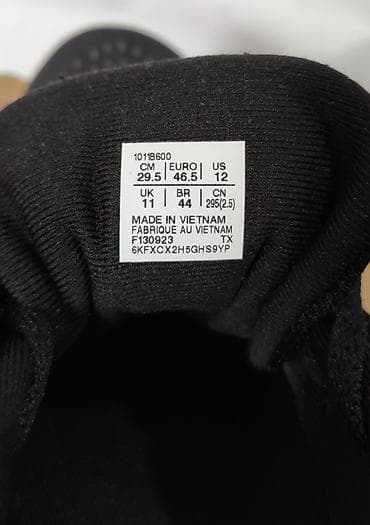 1011B600
CM EURO US
29.5 46.5 12
UK BR CN
11 44 295(2.5)
MADE IN VIETNAM
FABRIQUE AU VIETNAM
F130923 TX
6KFXCX2H5GHS9YP